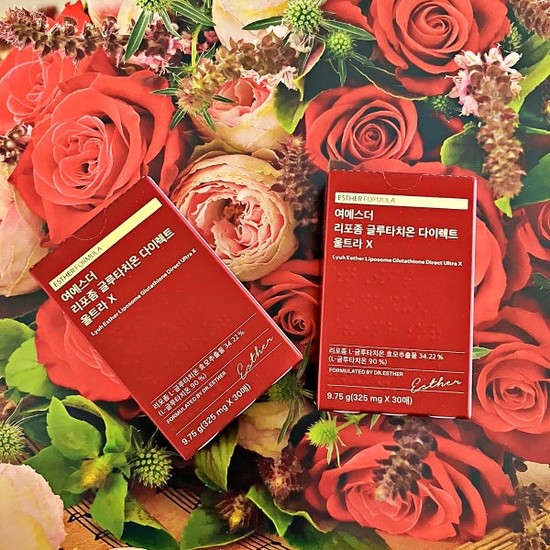 ESTHERFORMULA
여에스더
리포좀 글루타치온 다이렉트
울트라 X
Lyuh Esther Liposome Glutathione Direct Ultra X
리포좀 L-글루타치온 효모추출물 34.22 %
(L-글루타치온 90 %)
FORMULATED BY DR.ESTHER
Esther
9.75 g(325 mg X 30매)
ESTHERFORMULA
여에스더
리포좀 글루타치온 다이렉트
울트라 X
Lyuh Esther Liposome Glutathione Direct Ultra X
리포좀 L-글루타치온 효모추출물 34.22 %
(L-글루타치온 90 %)
FORMULATED BY DR.ESTHER
Esther
9.75 g(325 mg X 30매)